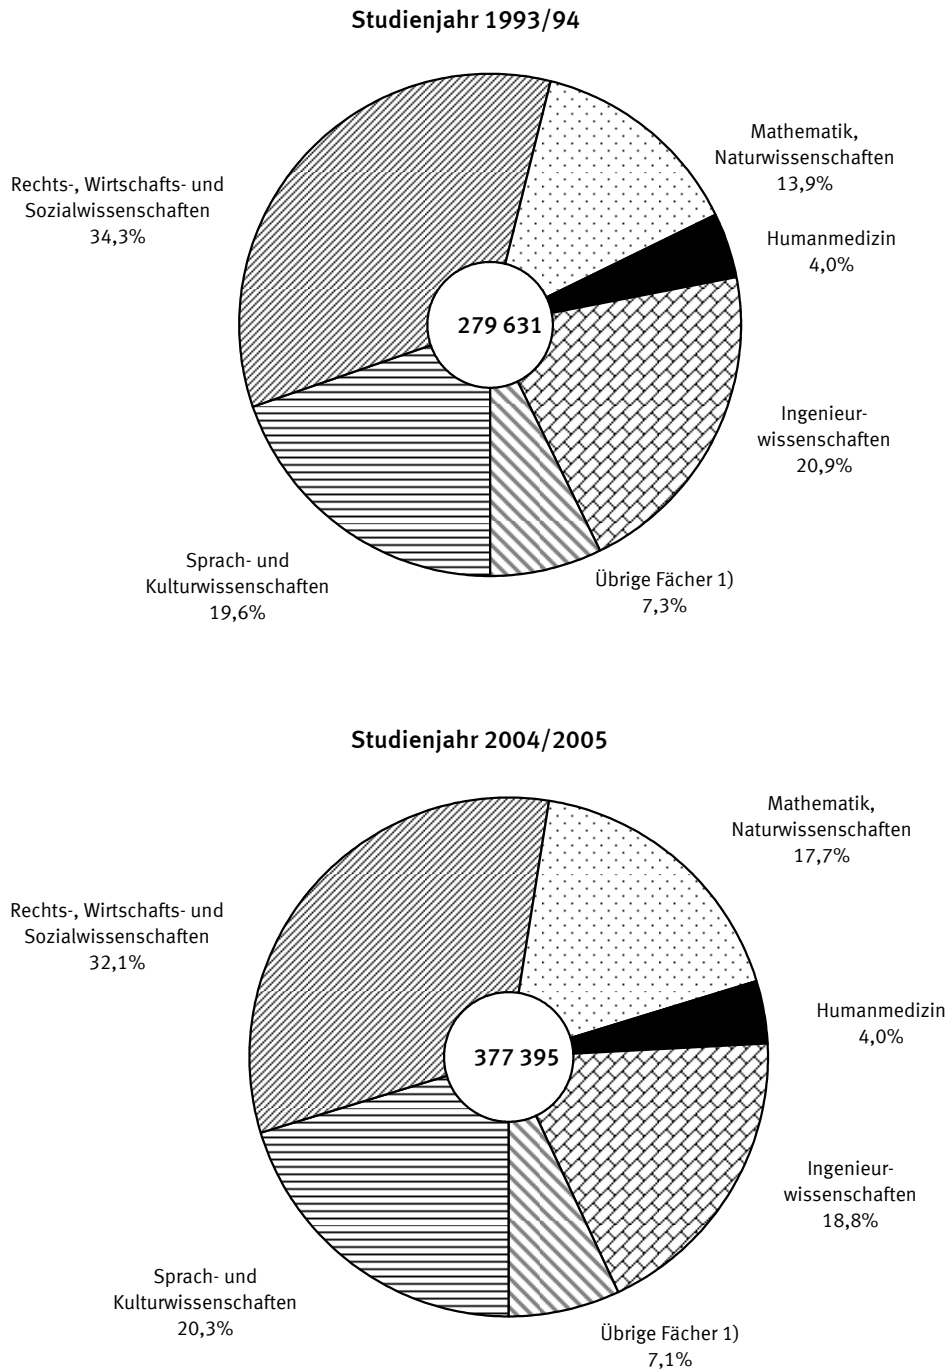 Studienjahr 1993/94
Mathematik,
Naturwissenschaften
13,9%
Rechts-, Wirtschafts- und
Sozialwissenschaften
34,3%
Humanmedizin
4,0%
279 631
Ingenieur-
wissenschaften
20,9%
Sprach- und
Kulturwissenschaften
19,6%
Übrige Fächer 1)
7,3%
Studienjahr 2004/2005
Mathematik,
Naturwissenschaften
17,7%
Rechts-, Wirtschafts- und
Sozialwissenschaften
32,1%
Humanmedizin
4,0%
377 395
Ingenieur-
wissenschaften
18,8%
Sprach- und
Kulturwissenschaften
20,3%
Übrige Fächer 1)
7,1%